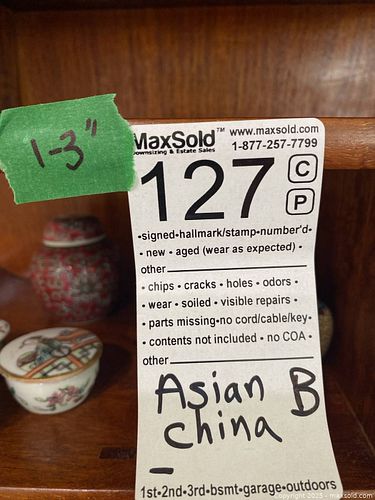 1-3"
MaxSold™ www.maxsold.com
Downsizing & Estate Sales 1-877-257-7799
127 C
P
•signed•hallmark/stamp•number'd•
• new • aged (wear as expected) •
other
• chips • cracks • holes • odors •
• wear • soiled • visible repairs •
• parts missing•no cord/cable/key•
• contents not included • no COA •
other
Asian B
China
1st•2nd•3rd•bsmt•garage•outdoors
copyright 2025 - maxsold.com